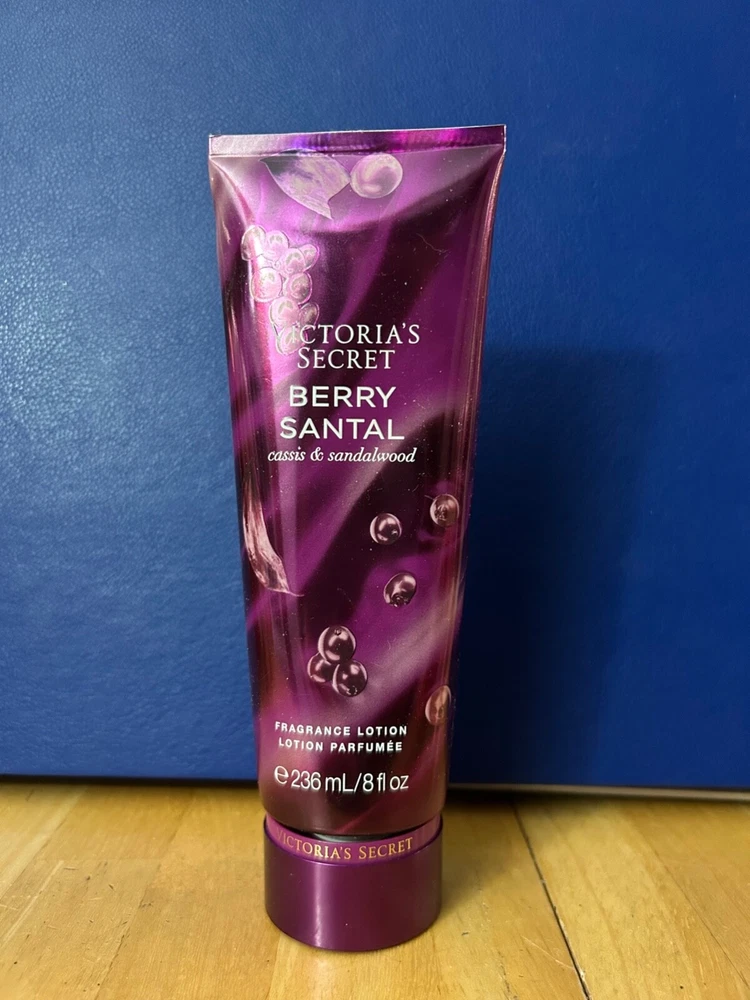 VICTORIA'S
SECRET
BERRY
SANTAL
cassis & sandalwood
FRAGRANCE LOTION
LOTION PARFUMÉE
℮ 236 mL/8 fl oz
VICTORIA'S SECRET